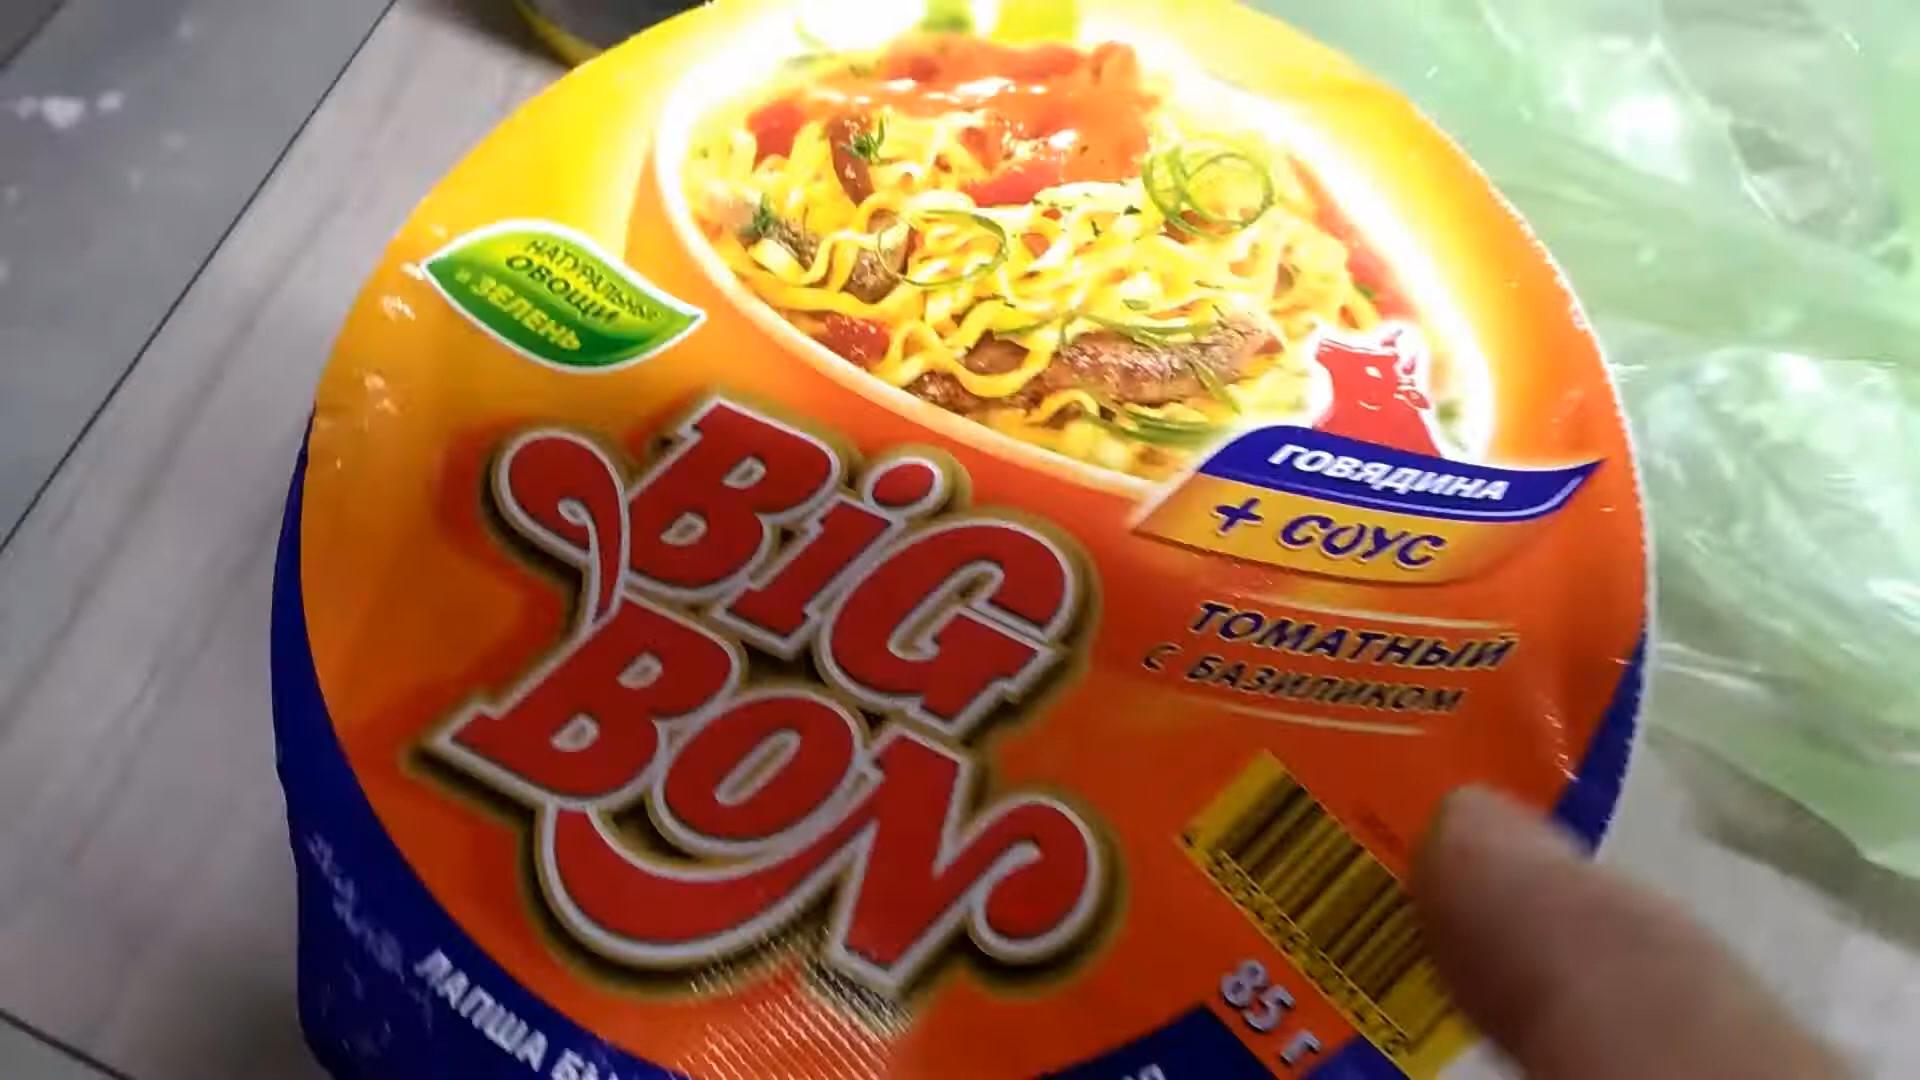 НАТУРАЛЬНЫЕ
ОВОЩИ
и ЗЕЛЕНЬ
BiG
BON
ГОВЯДИНА
+ СОУС
ТОМАТНЫЙ
С БАЗИЛИКОМ
85 г
ЛАПША